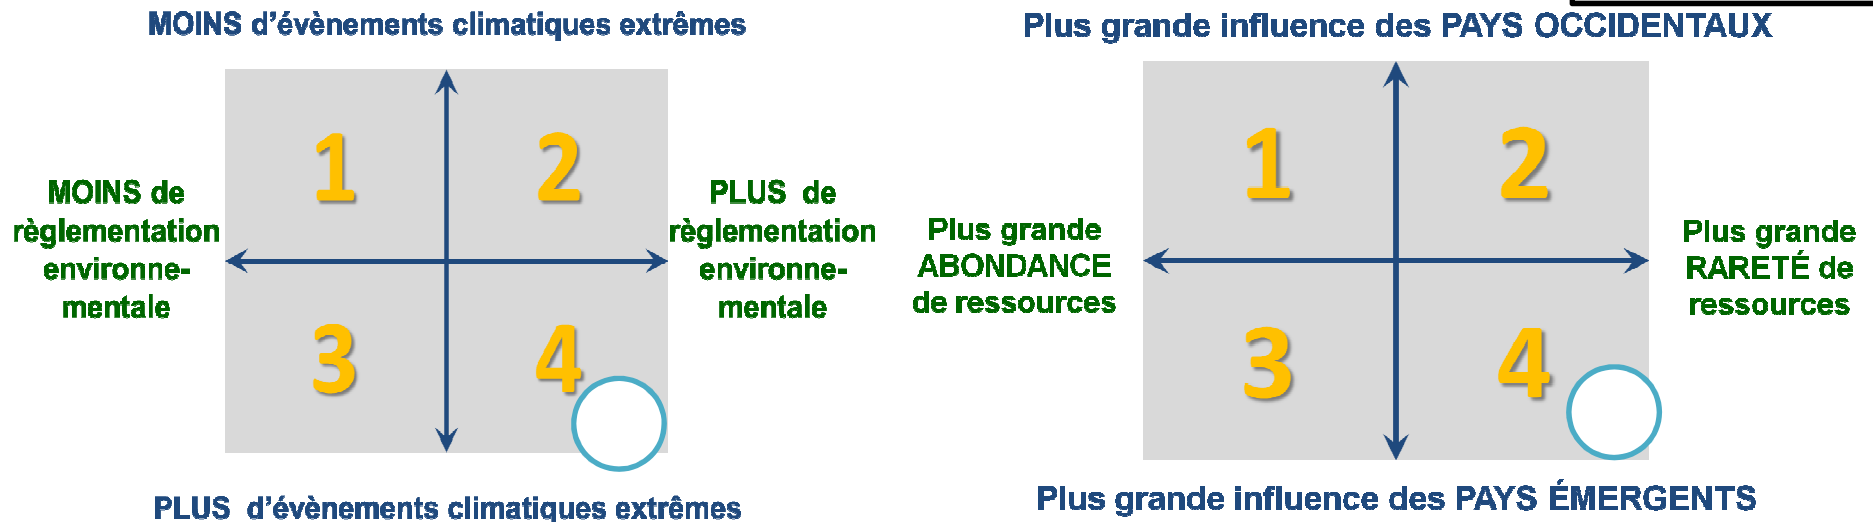 MOINS d'évènements climatiques extrêmes
1 2
MOINS de
règlementation
environne-
mentale
PLUS de
règlementation
environne-
mentale
3 4
PLUS d'évènements climatiques extrêmes
Plus grande influence des PAYS OCCIDENTAUX
1 2
Plus grande
ABONDANCE
de ressources
Plus grande
RARETÉ de
ressources
3 4
Plus grande influence des PAYS ÉMERGENTS